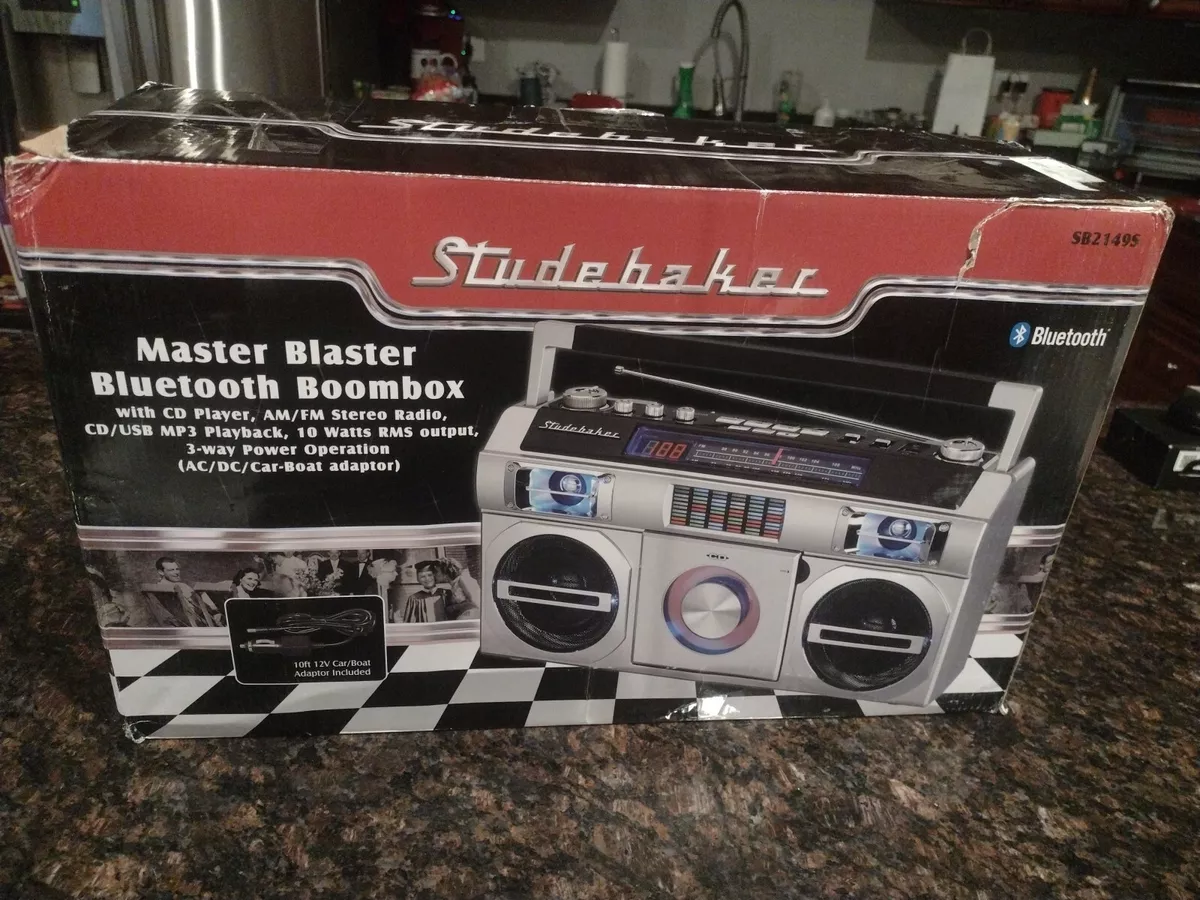 Studebaker
SB2149S
Studebaker
Bluetooth
Master Blaster
Bluetooth Boombox
with CD Player, AM/FM Stereo Radio,
CD/USB MP3 Playback, 10 Watts RMS output,
3-way Power Operation
(AC/DC/Car-Boat adaptor)
Studebaker
188
10ft 12V Car/Boat
Adaptor Included